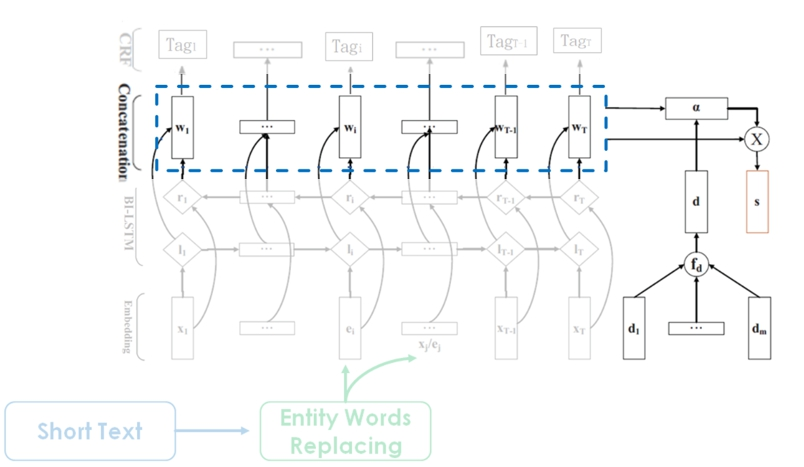 CRF
Tag1 ... Tagi ... TagT-1 TagT
Concatenation
w1 ... wi ... wT-1 wT
α
X
BI-LSTM
r1 ... ri ... rT-1 rT
d
s
l1 ... li ... lT-1 lT
fd
Embedding
x1 ... ei ... xT-1 xT
xj/ej
d1 ... dm
Short Text
Entity Words
Replacing